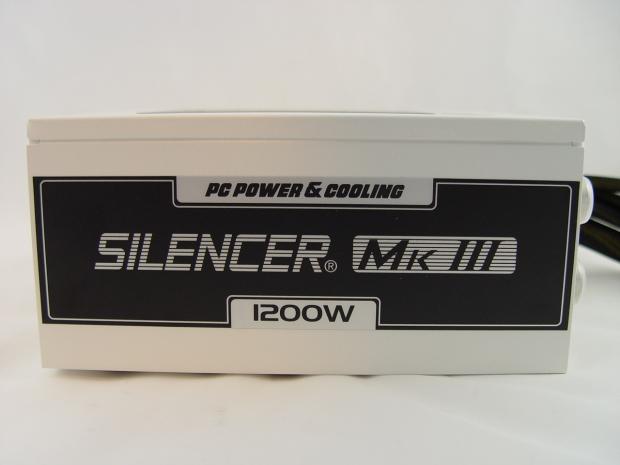 PC POWER & COOLING
SILENCER® MK III
1200W